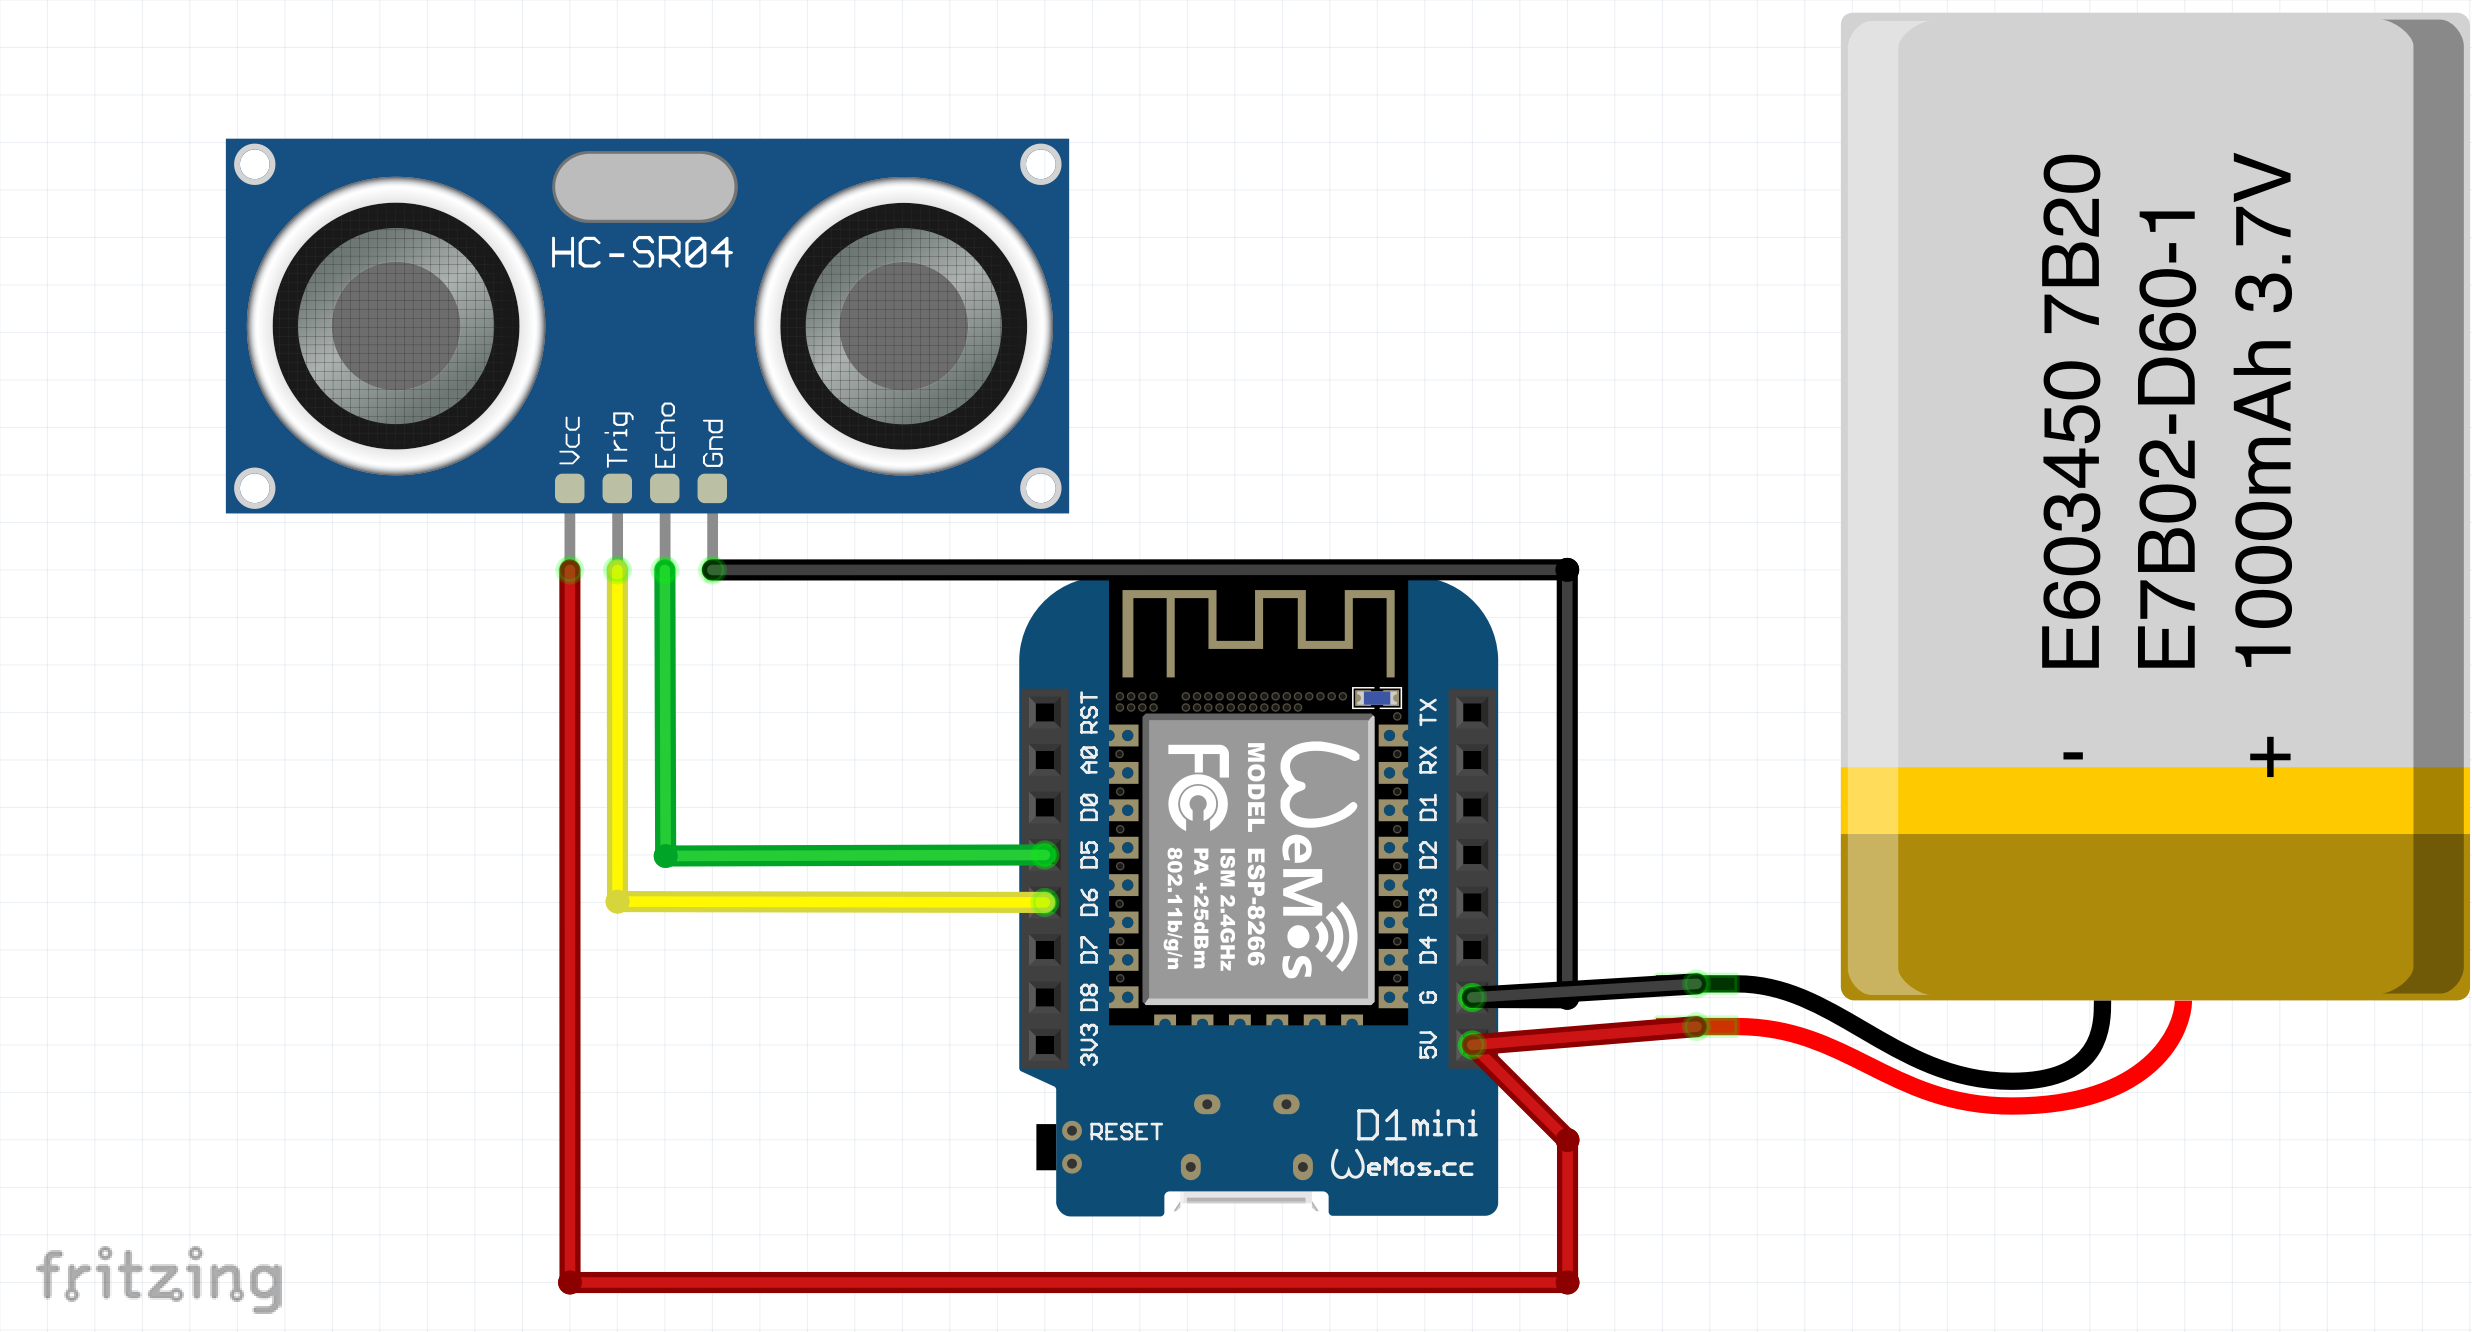 HC-SR04
Vcc
Trig
Echo
Gnd
E603450 7B20
E7B02-D60-1
1000mAh 3.7V
-
+
RST
A0
D0
D5
D6
D7
D8
3V3
TX
RX
D1
D2
D3
D4
G
5V
WeMos
MODEL ESP-8266
ISM 2.4GHz
PA +25dBm
802.11b/g/n
FC
RESET
D1mini
WeMos.cc
fritzing